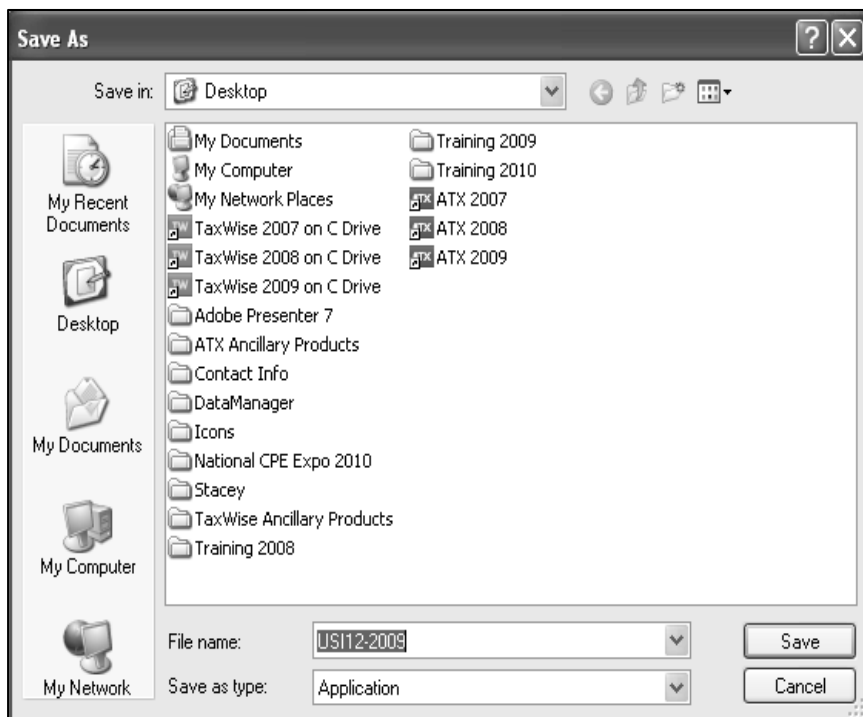 Save As
Save in:
Desktop
My Recent
Documents
Desktop
My Documents
My Computer
My Network
My Documents
My Computer
My Network Places
TaxWise 2007 on C Drive
TaxWise 2008 on C Drive
TaxWise 2009 on C Drive
Adobe Presenter 7
ATX Ancillary Products
Contact Info
DataManager
Icons
National CPE Expo 2010
Stacey
TaxWise Ancillary Products
Training 2008
Training 2009
Training 2010
ATX 2007
ATX 2008
ATX 2009
File name:
USI12-2009
Save
Save as type:
Application
Cancel